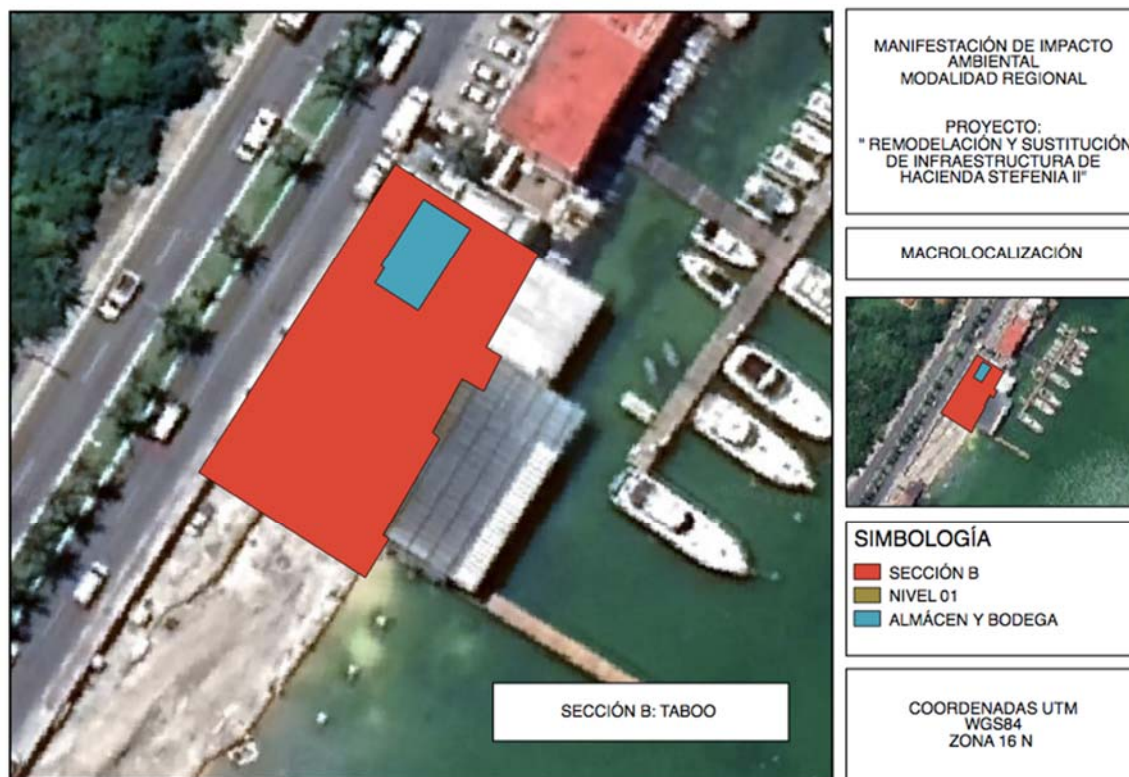 MANIFESTACIÓN DE IMPACTO
AMBIENTAL
MODALIDAD REGIONAL
PROYECTO:
" REMODELACIÓN Y SUSTITUCIÓN
DE INFRAESTRUCTURA DE
HACIENDA STEFENIA II"
MACROLOCALIZACIÓN
SIMBOLOGÍA
SECCIÓN B
NIVEL 01
ALMÁCEN Y BODEGA
SECCIÓN B: TABOO
COORDENADAS UTM
WGS84
ZONA 16 N